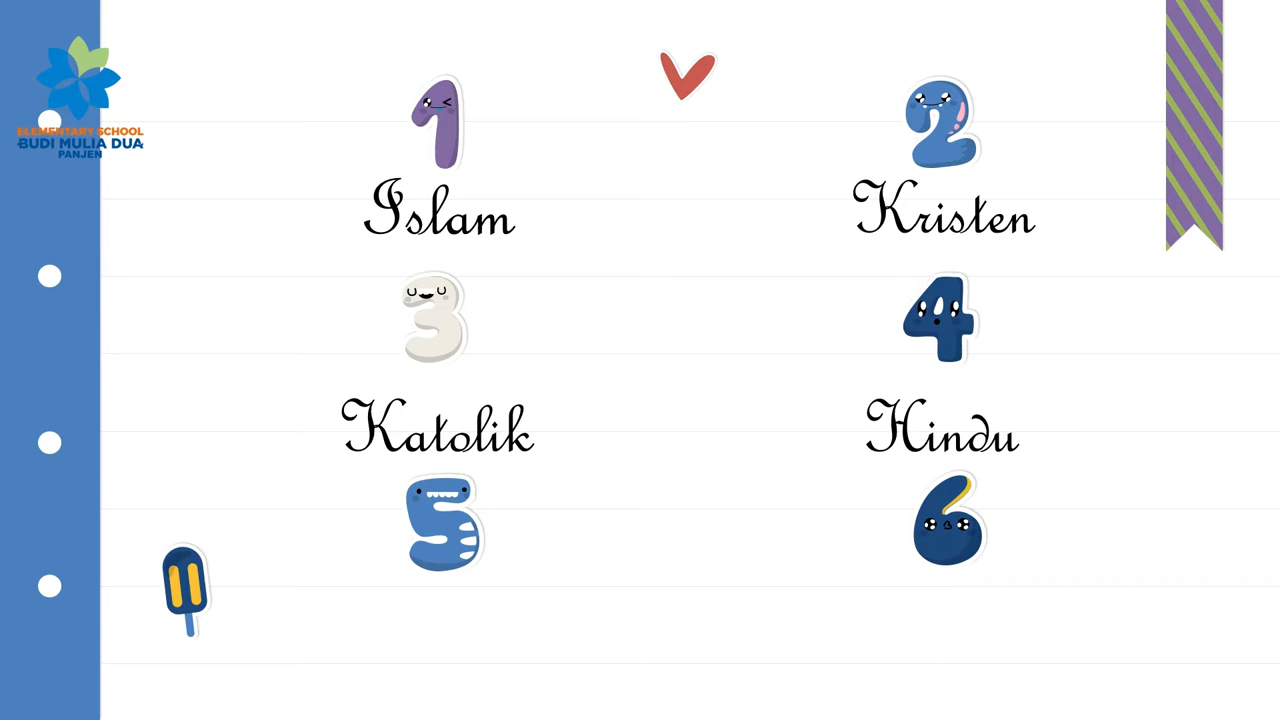 ELEMENTARY SCHOOL
BUDI MULIA DUA
PANJEN
1
2
Islam
Kristen
3
4
Katolik
Hindu
5
6